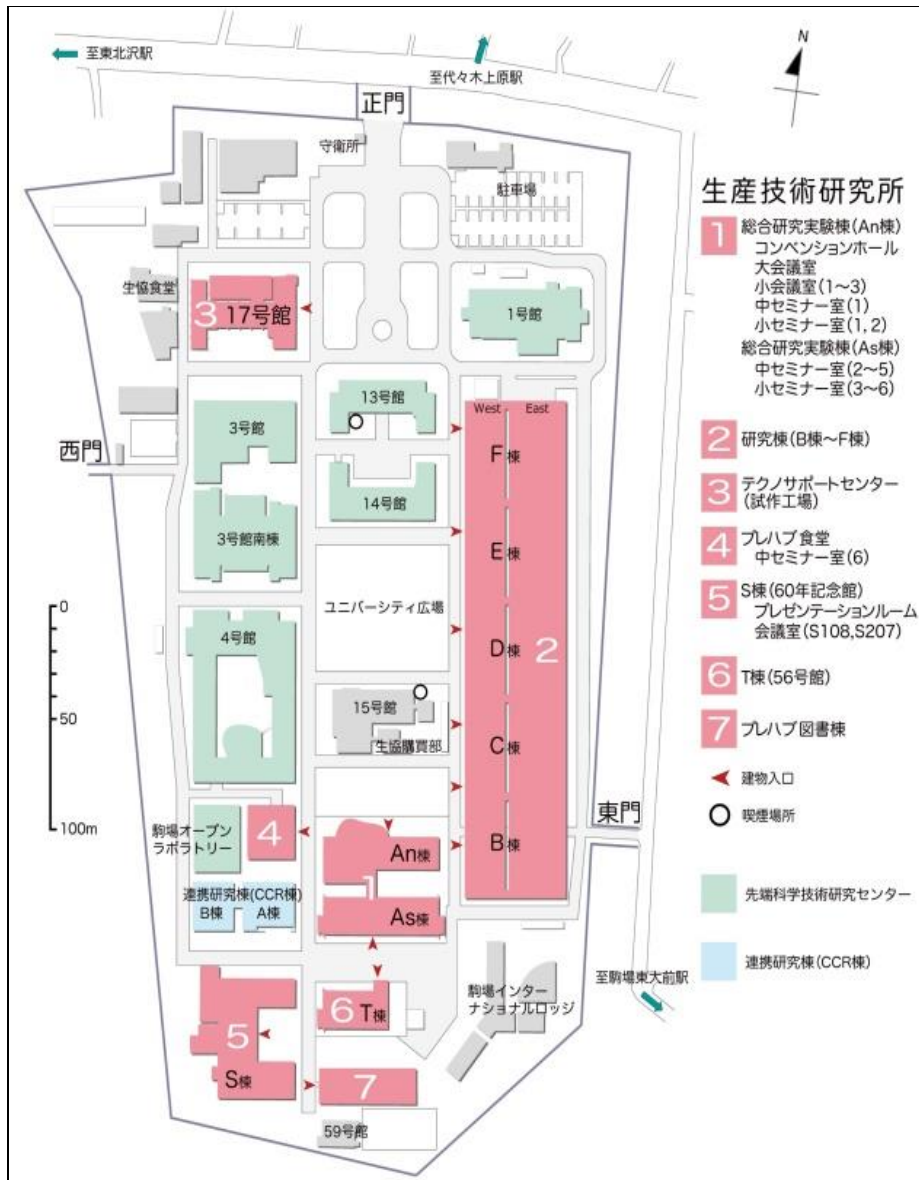 至東北沢駅
至代々木上原駅
N
正門
守衛所
駐車場
生協食堂
3 17号館
1号館
13号館
West East
3号館
F棟
西門
14号館
3号館南棟
E棟
ユニバーシティ広場
0
4号館
D棟
2
50
15号館
生協購買部
C棟
100m
駒場オープン
ラボラトリー
4
An棟
B棟
東門
1
連携研究棟(CCR棟)
B棟 A棟
As棟
駒場インター
ナショナルロッジ
至駒場東大前駅
6 T棟
5
S棟
7
59号館
生産技術研究所
1 総合研究実験棟(An棟)
コンベンションホール
大会議室
小会議室(1〜3)
中セミナー室(1)
小セミナー室(1,2)
総合研究実験棟(As棟)
中セミナー室(2〜5)
小セミナー室(3〜6)
2 研究棟(B棟〜F棟)
3 テクノサポートセンター
(試作工場)
4 プレハブ食堂
中セミナー室(6)
5 S棟(60年記念館)
プレゼンテーションルーム
会議室(S108,S207)
6 T棟(56号館)
7 プレハブ図書棟
建物入口
喫煙場所
先端科学技術研究センター
連携研究棟(CCR棟)